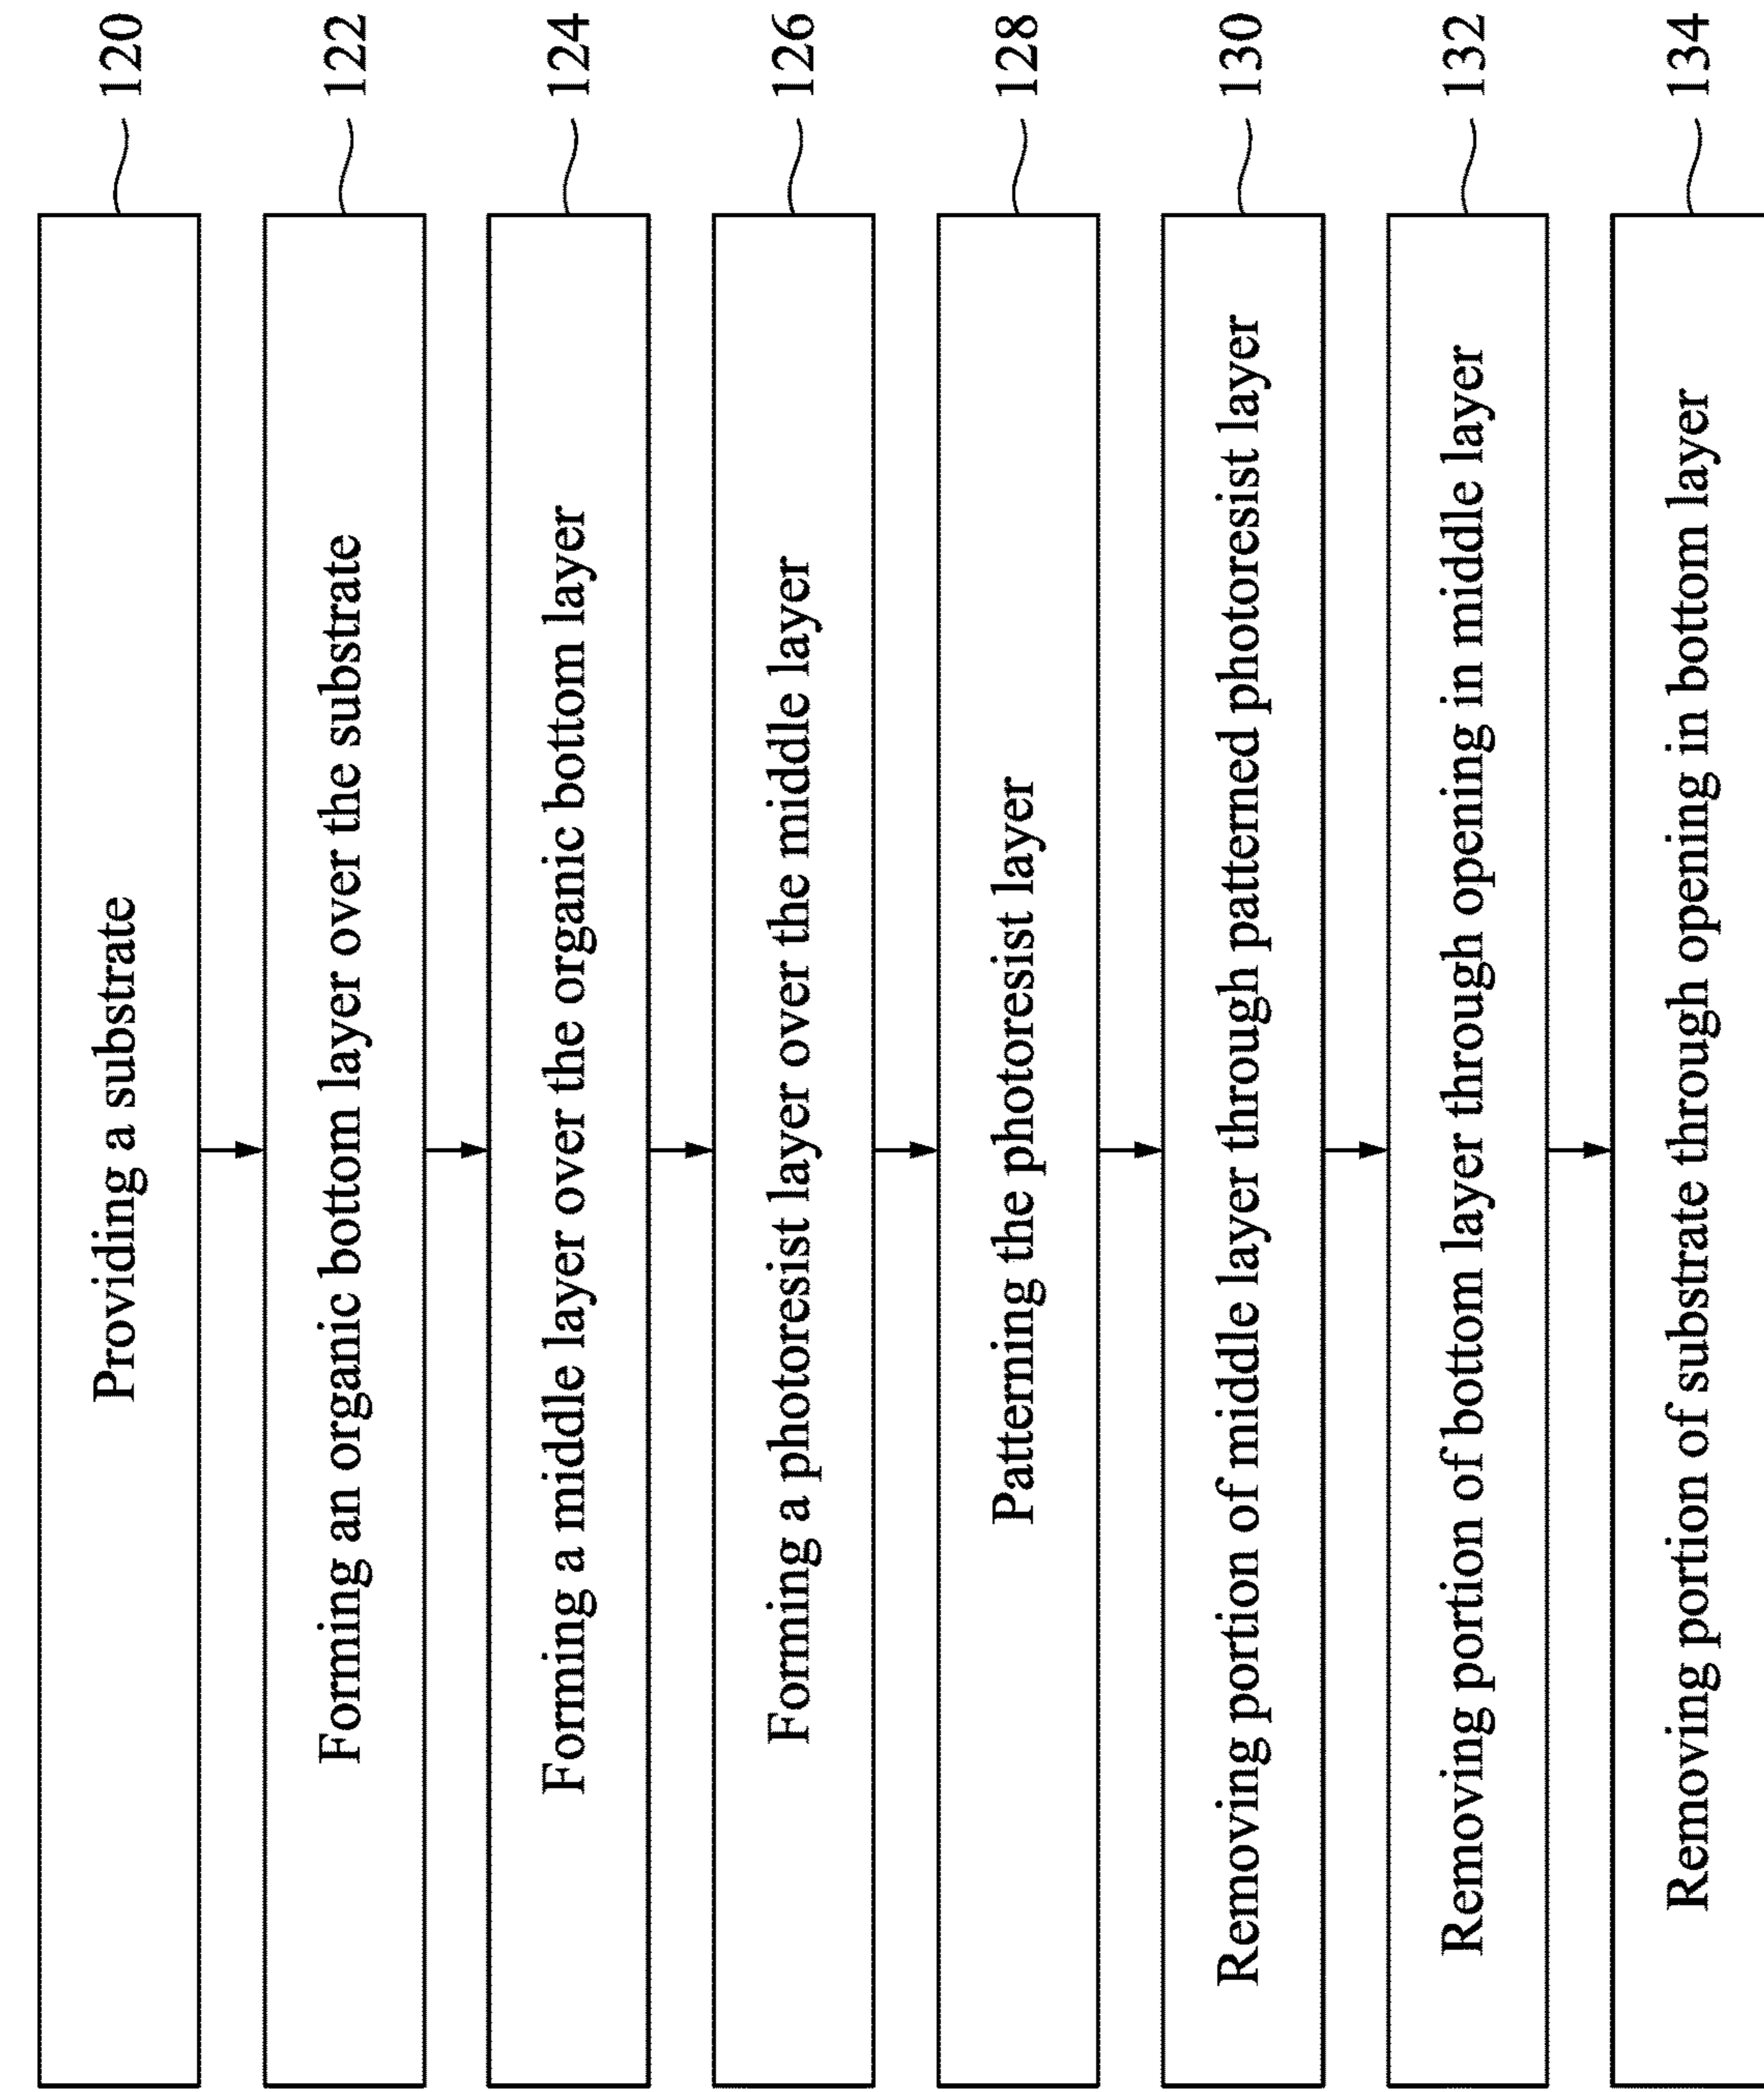 Providing a substrate
120
Forming an organic bottom layer over the substrate
122
Forming a middle layer over the organic bottom layer
124
Forming a photoresist layer over the middle layer
126
Patterning the photoresist layer
128
Removing portion of middle layer through patterned photoresist layer
130
Removing portion of bottom layer through opening in middle layer
132
Removing portion of substrate through opening in bottom layer
134